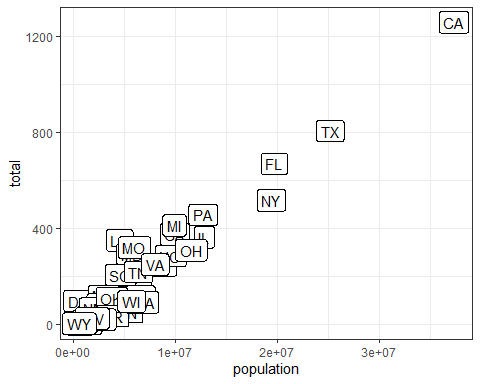 CA
1200
TX
800
FL
total
NY
PA
400
MI
MO
OH
VA
TN
WI
WY
0
0e+00 1e+07 2e+07 3e+07
population